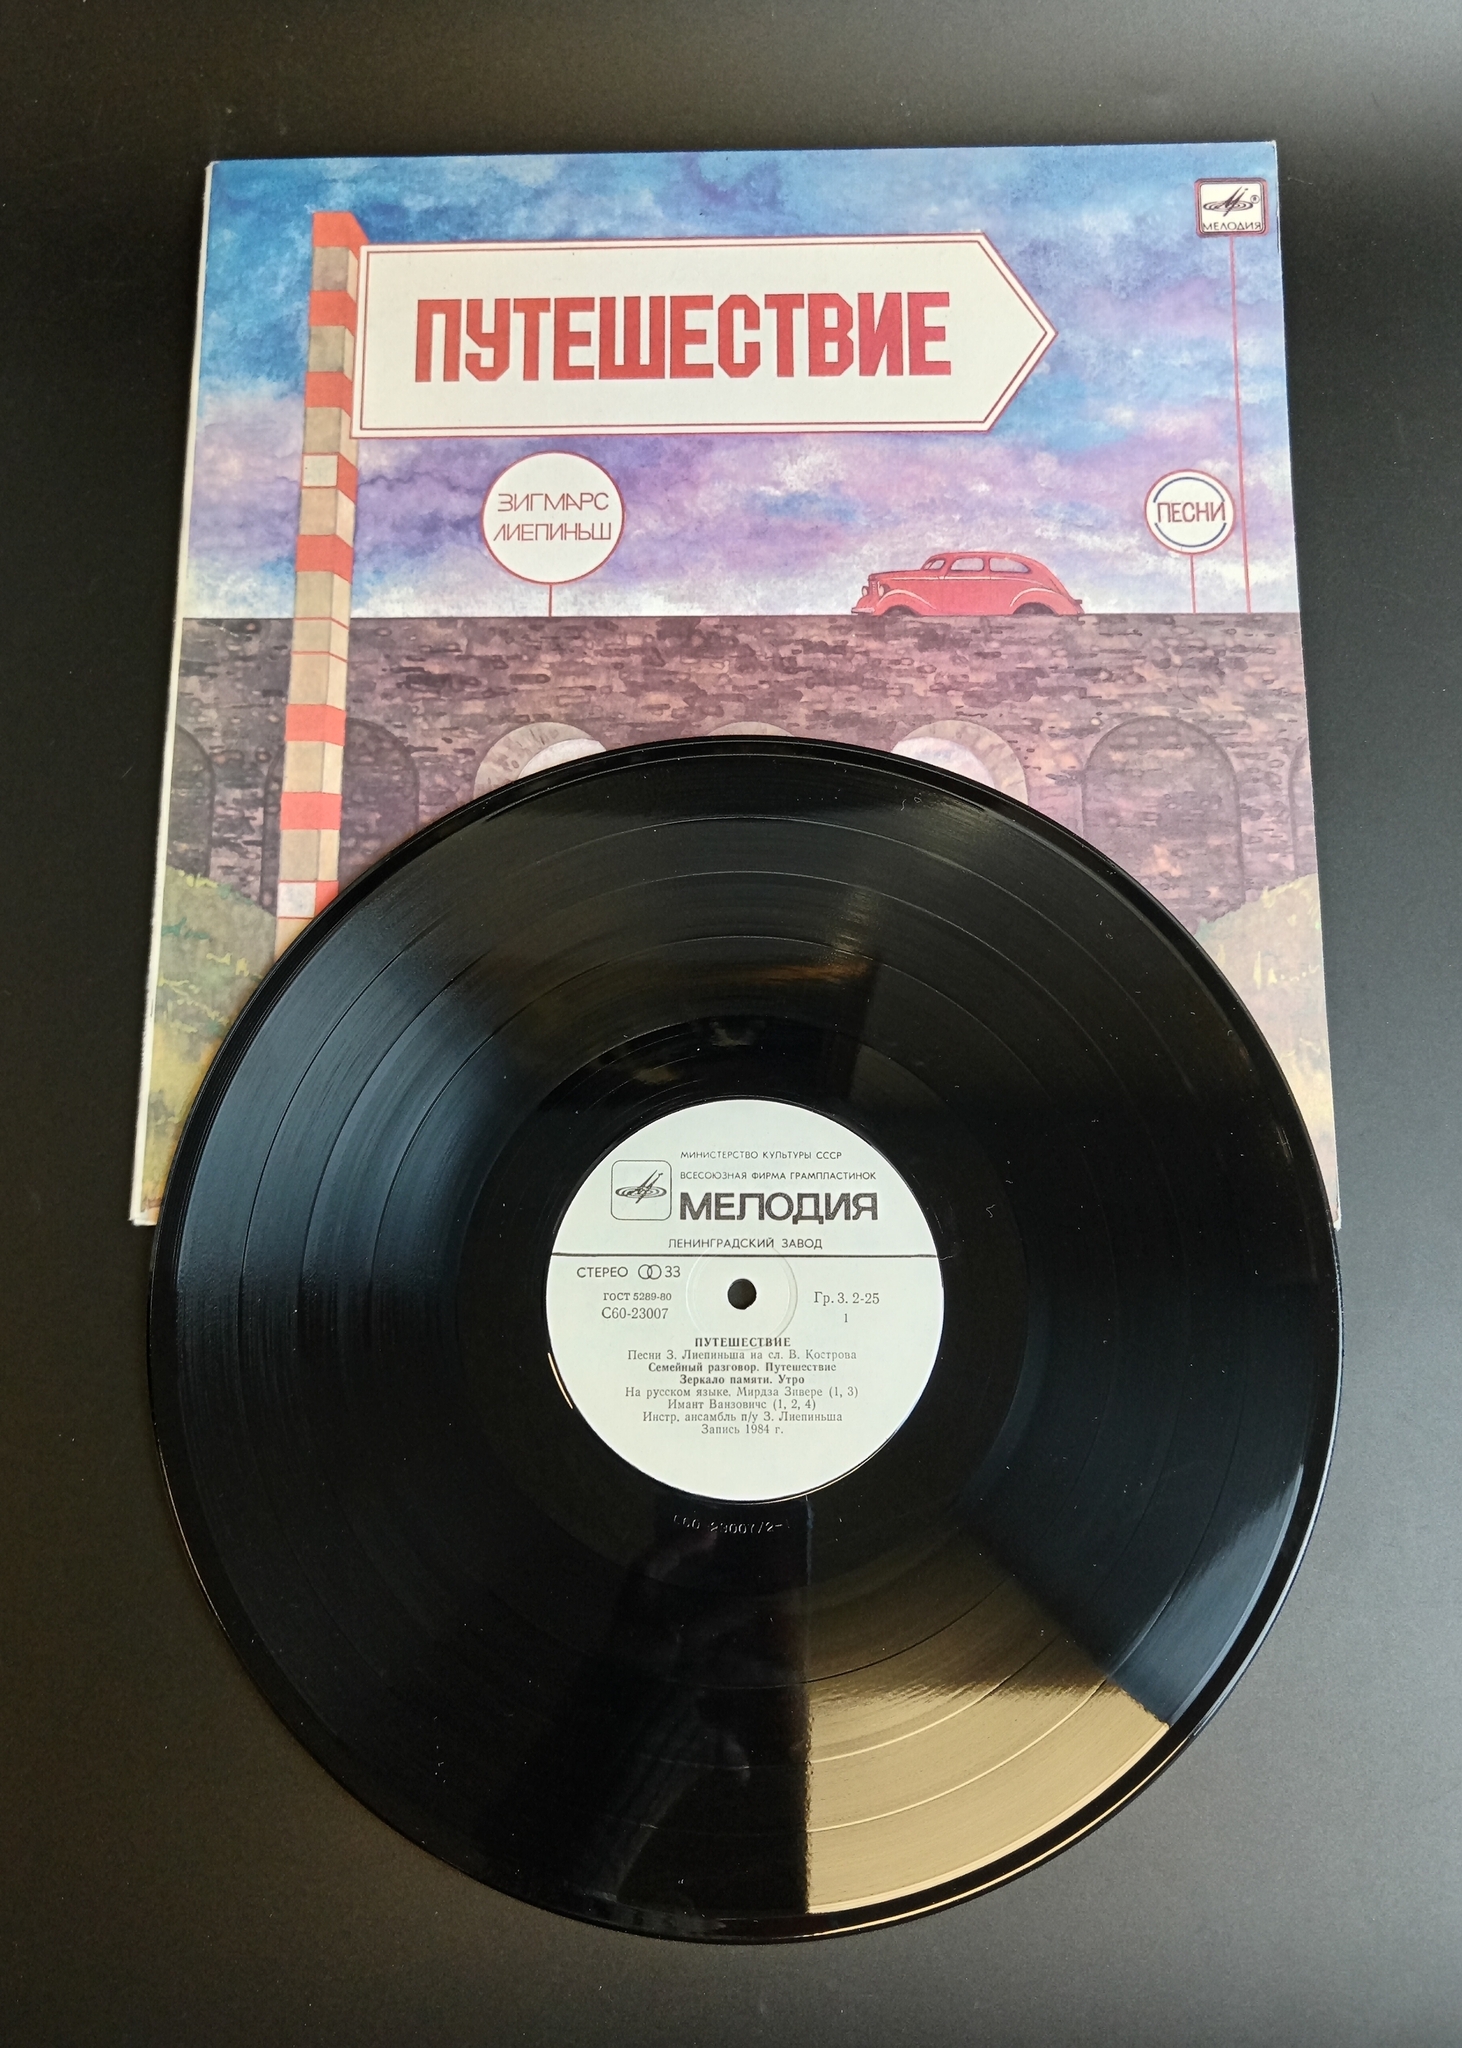 МЕЛОДИЯ
ПУТЕШЕСТВИЕ
ЗИГМАРС
ЛИЕПИНЬШ
ПЕСНИ
МИНИСТЕРСТВО КУЛЬТУРЫ СССР
ВСЕСОЮЗНАЯ ФИРМА ГРАМПЛАСТИНОК
МЕЛОДИЯ
ЛЕНИНГРАДСКИЙ ЗАВОД
СТЕРЕО 33
ГОСТ 5289-80
С60-23007
Гр. 3. 2-25
1
ПУТЕШЕСТВИЕ
Песни З. Лиепиньша на сл. В. Кострова
Семейный разговор. Путешествие
Зеркало памяти. Утро
На русском языке. Мирдза Зивере (1, 3)
Имант Ванзовичс (1, 2, 4)
Инстр. ансамбль п/у З. Лиепиньша
Запись 1984 г.
23007/2-